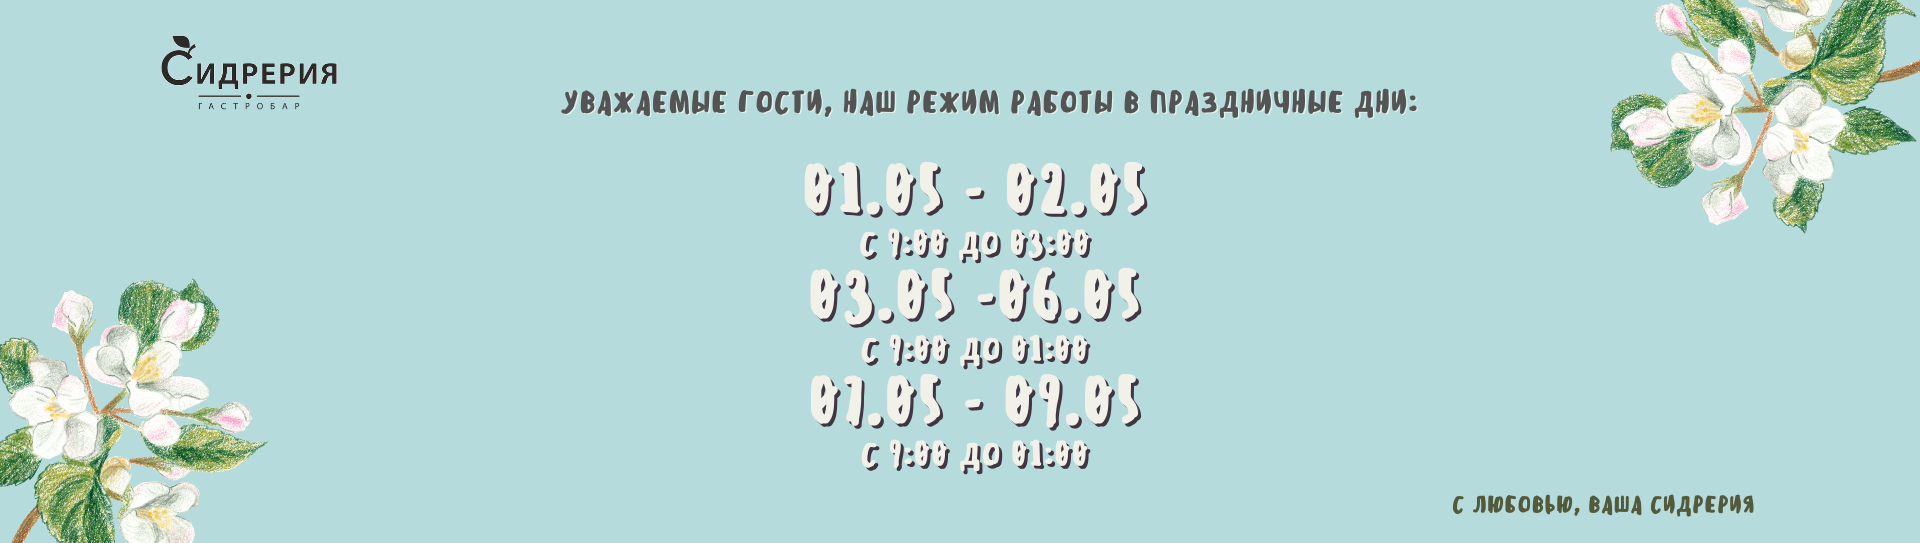 Сидрерия
ГАСТРОБАР
УВАЖАЕМЫЕ ГОСТИ, НАШ РЕЖИМ РАБОТЫ В ПРАЗДНИЧНЫЕ ДНИ:
01.05 - 02.05
С 9:00 ДО 03:00
03.05 -06.05
С 9:00 ДО 01:00
07.05 - 09.05
С 9:00 ДО 01:00
С ЛЮБОВЬЮ, ВАША СИДРЕРИЯ